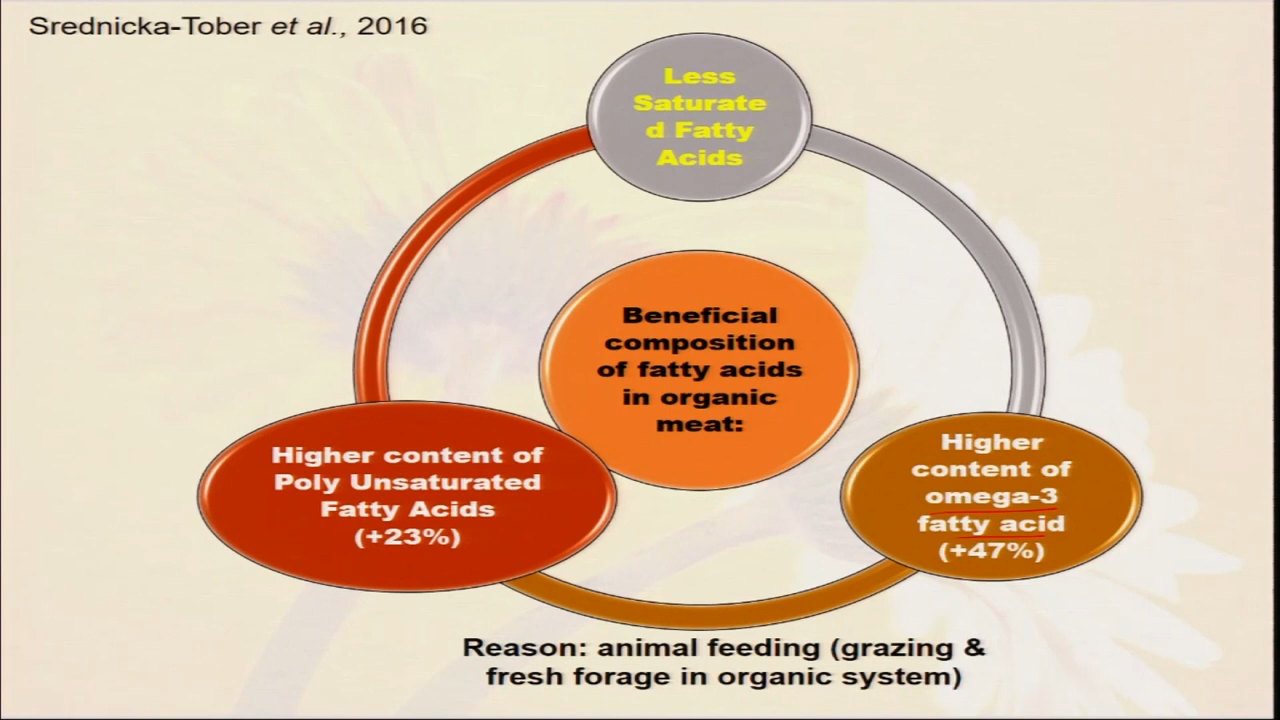 Srednicka-Tober et al., 2016
Less
Saturate
d Fatty
Acids
Beneficial
composition
of fatty acids
in organic
meat:
Higher content of
Poly Unsaturated
Fatty Acids
(+23%)
Higher
content of
omega-3
fatty acid
(+47%)
Reason: animal feeding (grazing &
fresh forage in organic system)